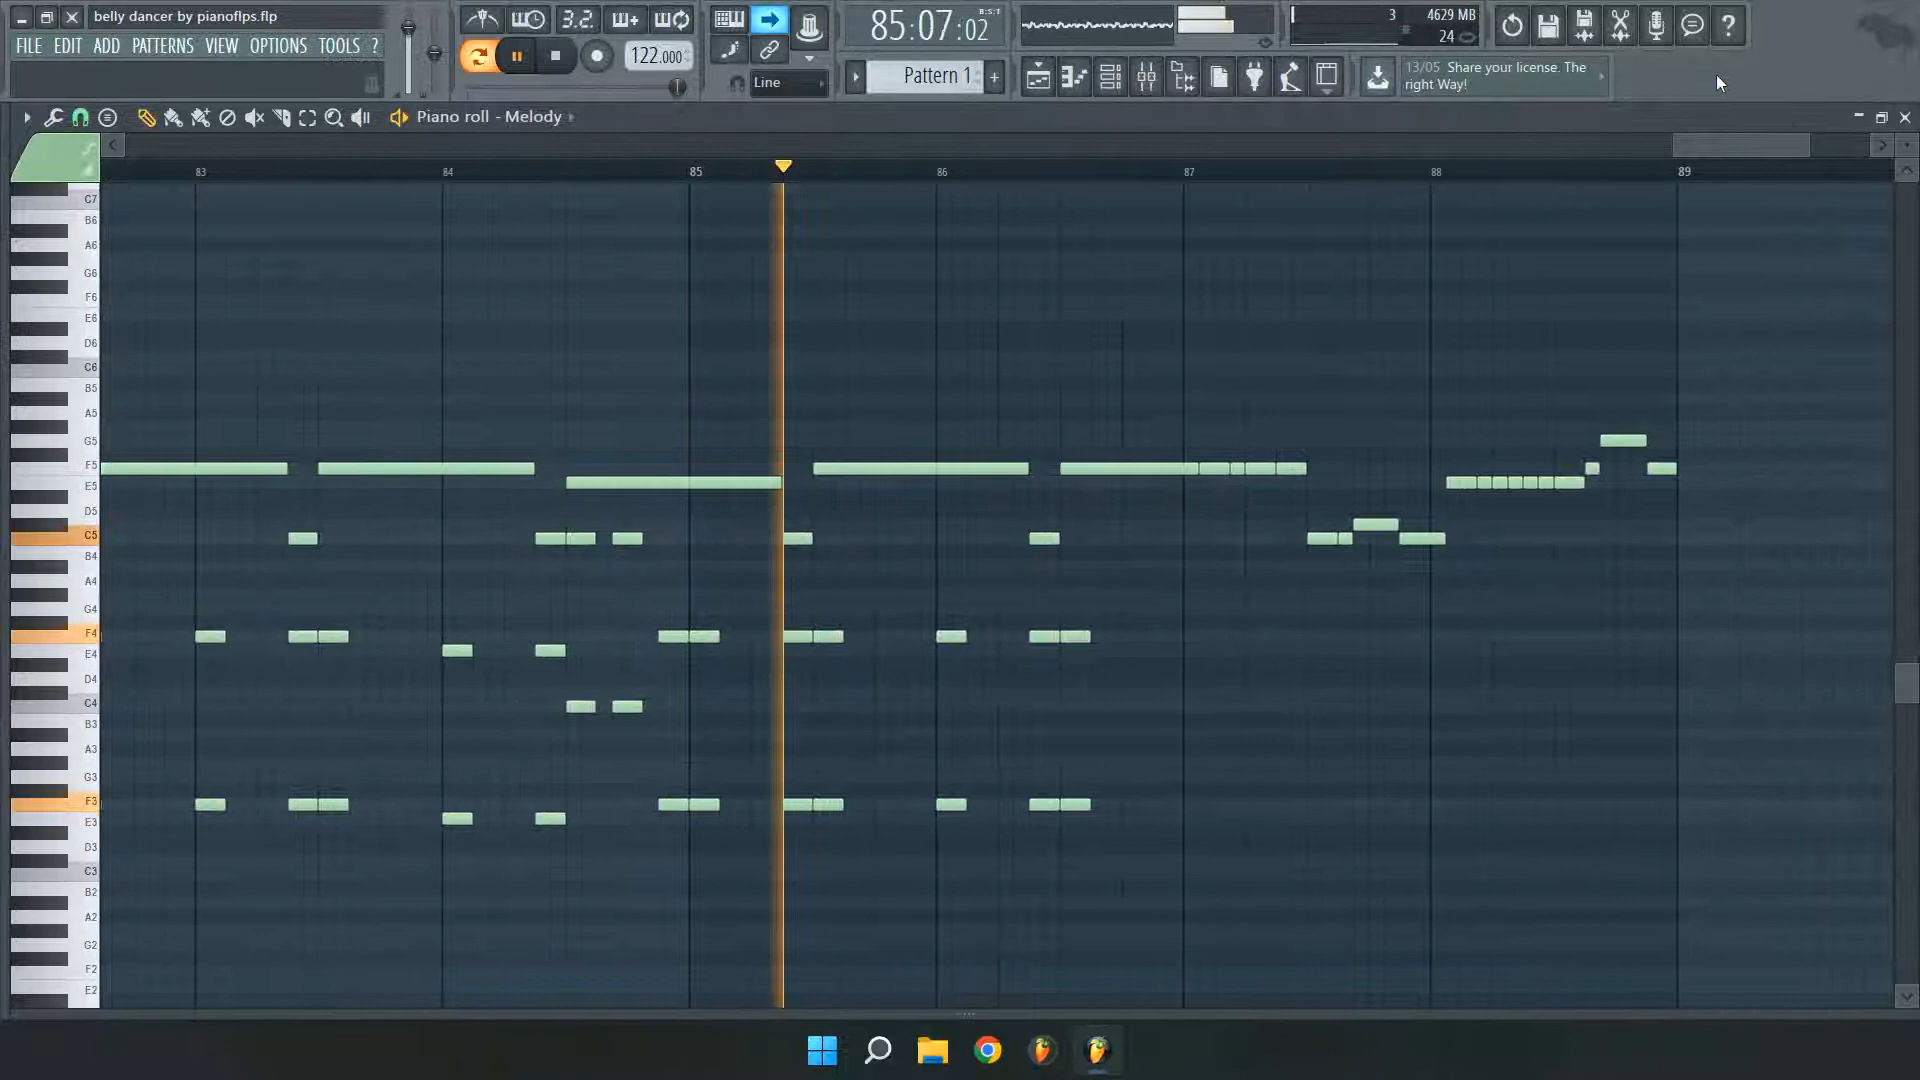 belly dancer by pianoflps.flp
FILE EDIT ADD PATTERNS VIEW OPTIONS TOOLS ?
3.2.
122.000
Line
85:07:02
B:S:T
Pattern 1
3
4629 MB
24
13/05 Share your license. The
right Way!
Piano roll - Melody
83 84 85 86 87 88 89
C7
B6
A6
G6
F6
E6
D6
C6
B5
A5
G5
F5
E5
D5
C5
B4
A4
G4
F4
E4
D4
C4
B3
A3
G3
F3
E3
D3
C3
B2
A2
G2
F2
E2